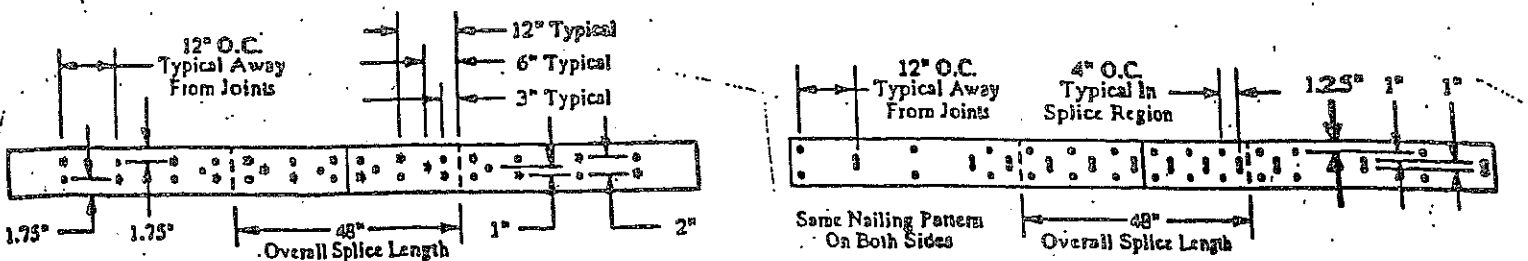 12" O.C.
Typical Away
From Joints
12" Typical
6" Typical
3" Typical
1.75"
1.75"
48"
Overall Splice Length
1"
2"
12" O.C.
Typical Away
From Joints
4" O.C.
Typical In
Splice Region
1.25"
1"
1"
Same Nailing Pattern
On Both Sides
48"
Overall Splice Length